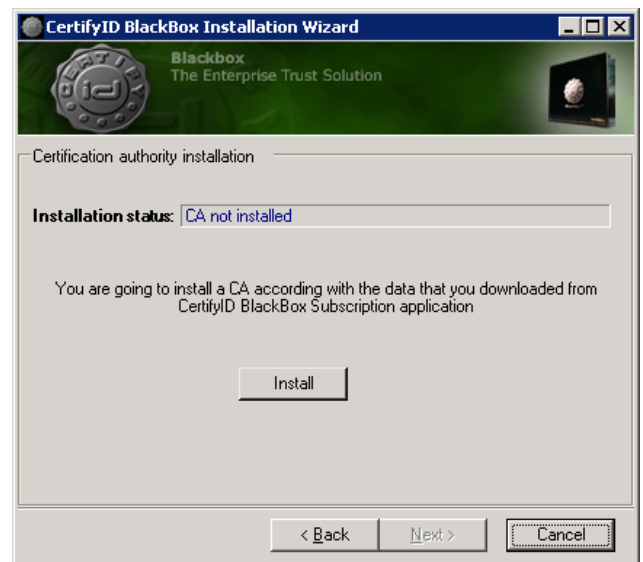 CertifyID BlackBox Installation Wizard
CERTIFY
id
Blackbox
The Enterprise Trust Solution
Certification authority installation
Installation status: CA not installed
You are going to install a CA according with the data that you downloaded from
CertifyID BlackBox Subscription application
Install
< Back Next > Cancel